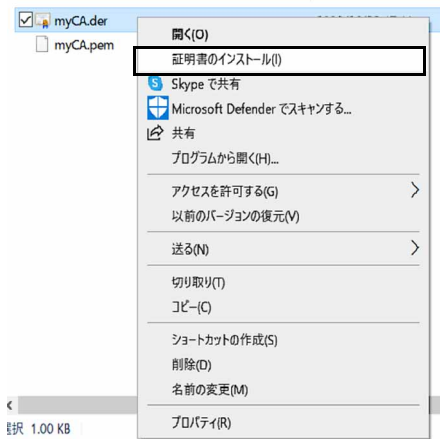 myCA.der
myCA.pem
開く(O)
証明書のインストール(I)
Skype で共有
Microsoft Defender でスキャンする...
共有
プログラムから開く(H)...
アクセスを許可する(G)
以前のバージョンの復元(V)
送る(N)
切り取り(T)
コピー(C)
ショートカットの作成(S)
削除(D)
名前の変更(M)
プロパティ(R)
選択 1.00 KB